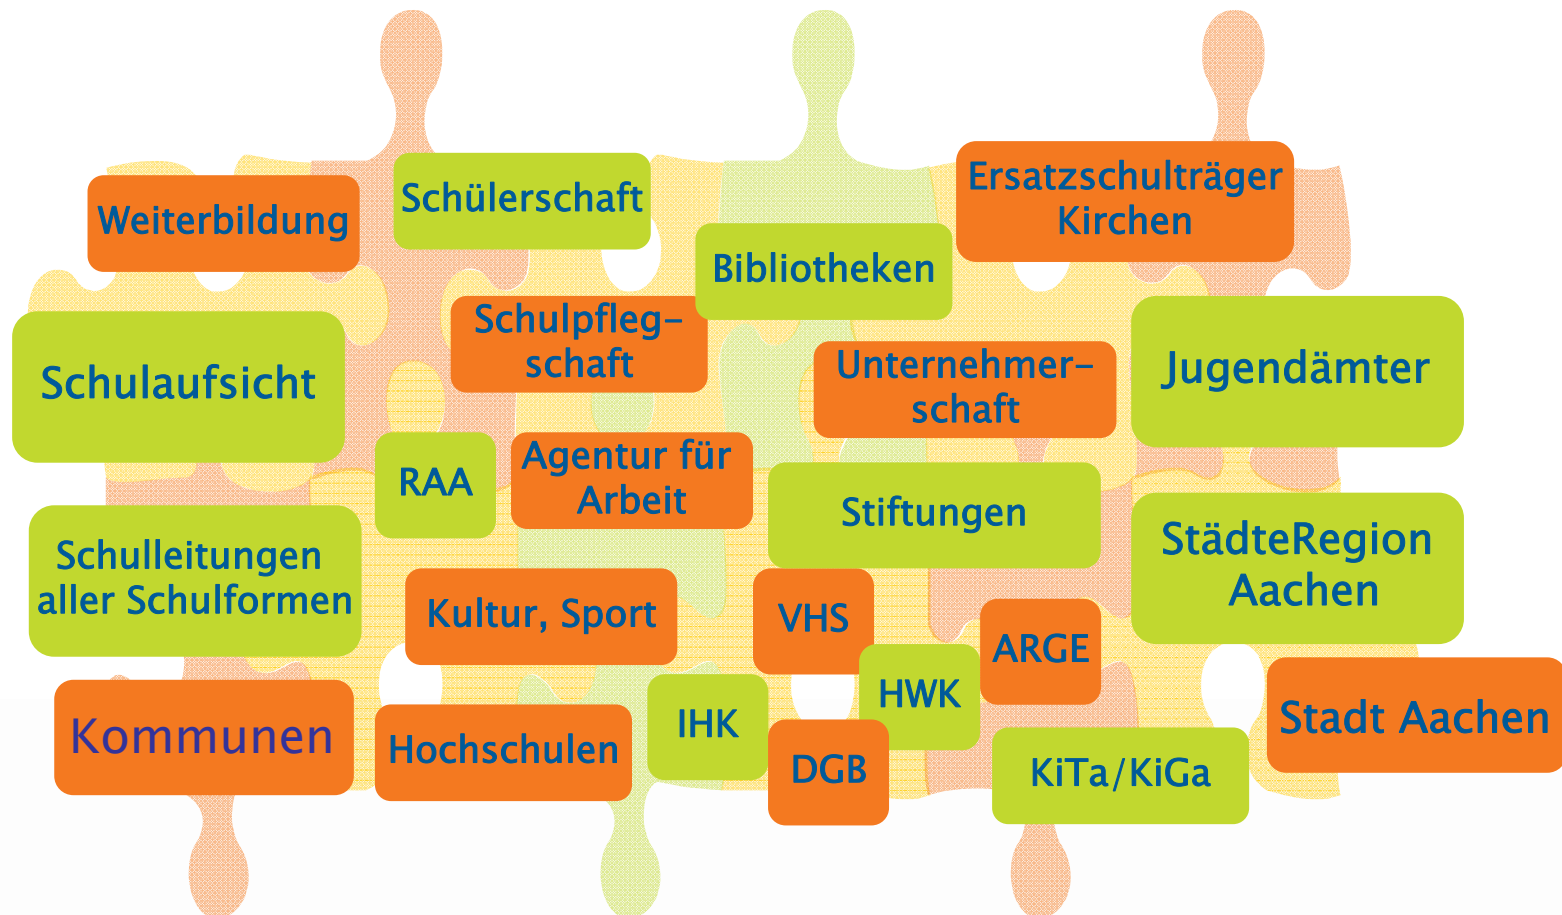 Weiterbildung
Schülerschaft
Ersatzschulträger
Kirchen
Bibliotheken
Schulpfleg-
schaft
Schulaufsicht
Unternehmer-
schaft
Jugendämter
RAA
Agentur für
Arbeit
Stiftungen
Schulleitungen
aller Schulformen
StädteRegion
Aachen
Kultur, Sport
VHS
ARGE
HWK
Kommunen
Hochschulen
IHK
DGB
KiTa/KiGa
Stadt Aachen